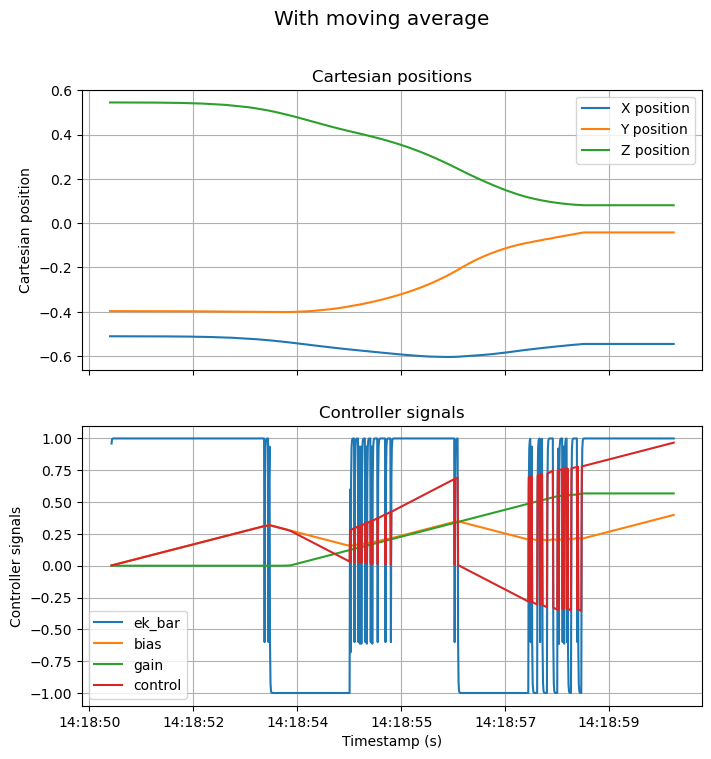 With moving average
Cartesian positions
0.6
0.4
0.2
0.0
−0.2
−0.4
−0.6
Cartesian position
X position
Y position
Z position
Controller signals
1.00
0.75
0.50
0.25
0.00
−0.25
−0.50
−0.75
−1.00
Controller signals
ek_bar
bias
gain
control
14:18:50 14:18:52 14:18:54 14:18:55 14:18:57 14:18:59
Timestamp (s)